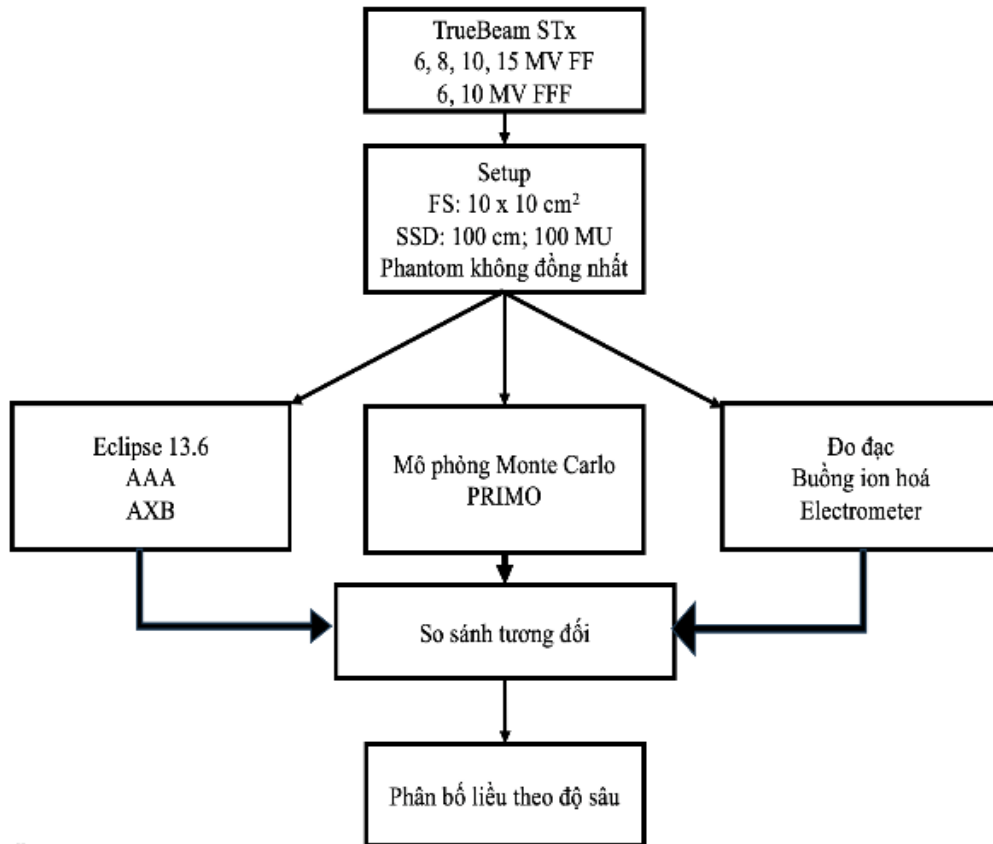 TrueBeam STx
6, 8, 10, 15 MV FF
6, 10 MV FFF
Setup
FS: 10 x 10 cm²
SSD: 100 cm; 100 MU
Phantom không đồng nhất
Eclipse 13.6
AAA
AXB
Mô phỏng Monte Carlo
PRIMO
Đo đạc
Buồng ion hoá
Electrometer
So sánh tương đối
Phân bố liều theo độ sâu